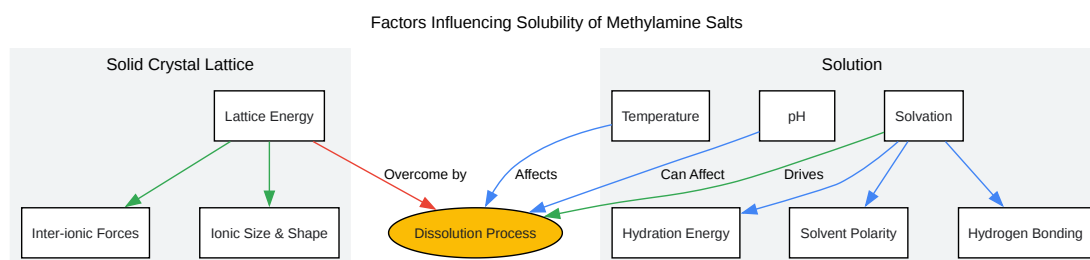 Factors Influencing Solubility of Methylamine Salts
Solid Crystal Lattice
Solution
Lattice Energy
Temperature
pH
Solvation
Overcome by
Affects
Can Affect
Drives
Inter-ionic Forces
Ionic Size & Shape
Dissolution Process
Hydration Energy
Solvent Polarity
Hydrogen Bonding